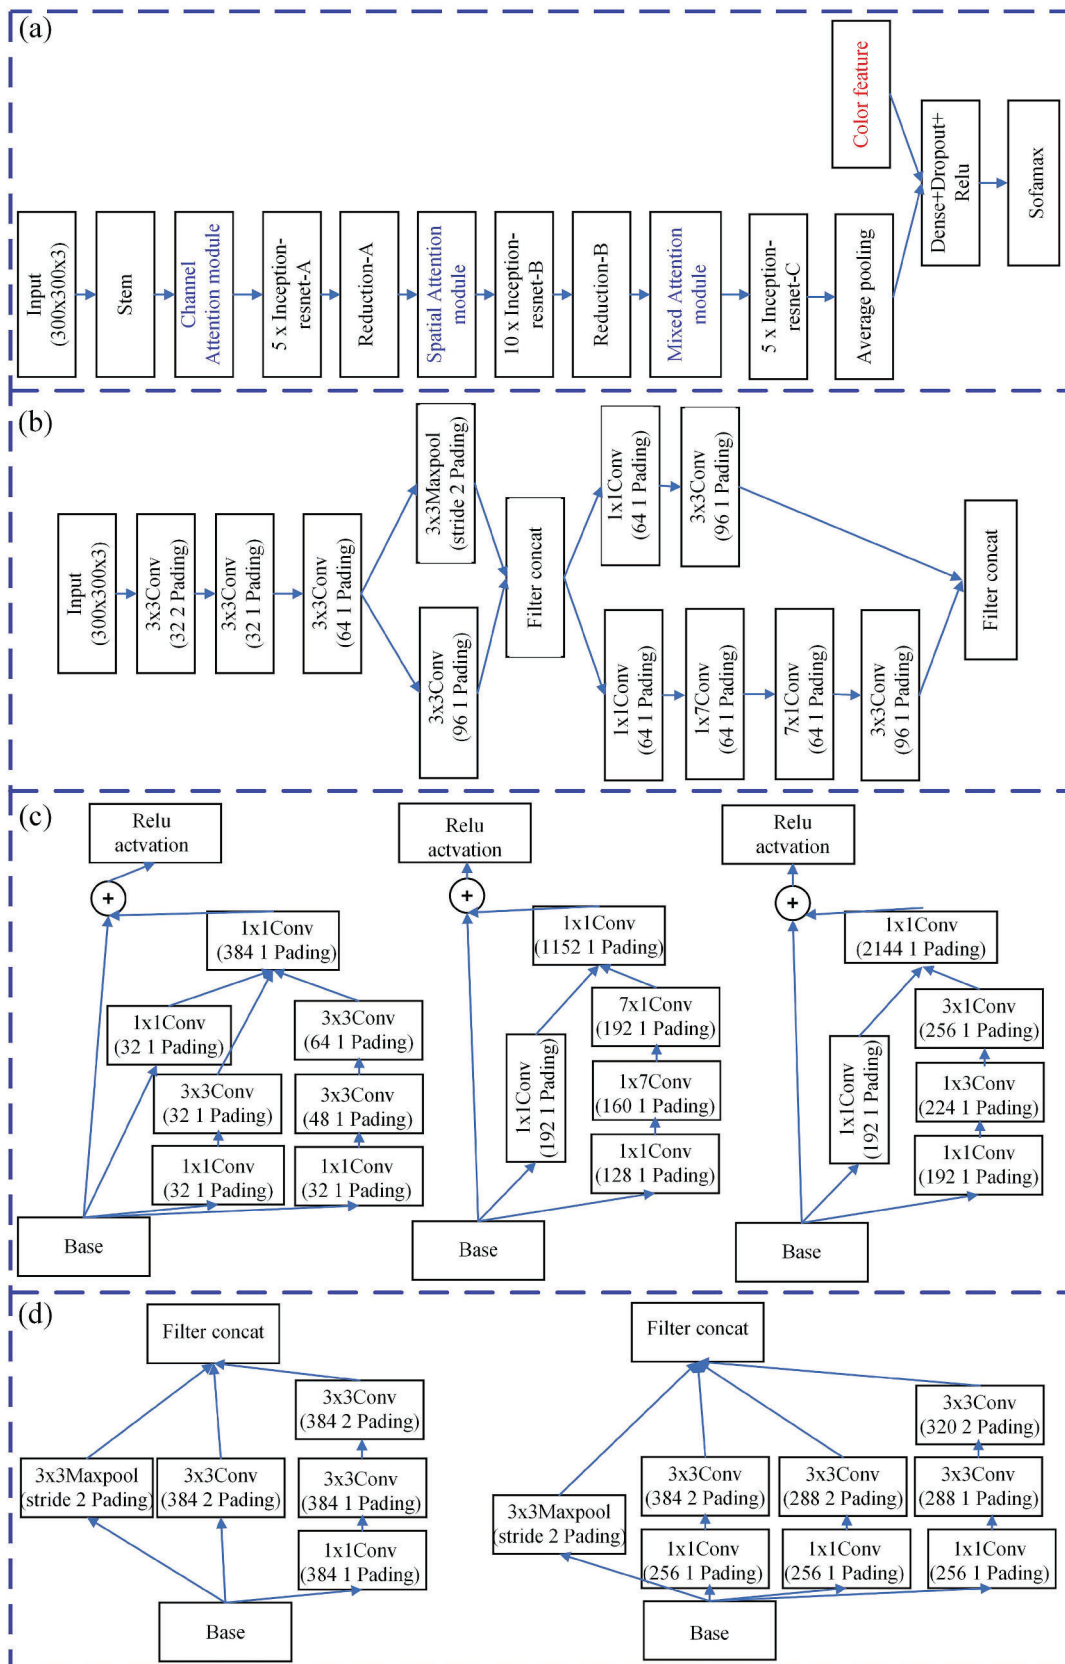 (a)
Input
(300x300x3)
Stem
Channel
Attention module
5 x Inception-
resnet-A
Reduction-A
Spatial Attention
module
10 x Inception-
resnet-B
Reduction-B
Mixed Attention
module
5 x Inception-
resnet-C
Average pooling
Color feature
Dense+Dropout+
Relu
Sofamax
(b)
Input
(300x300x3)
3x3Conv
(32 2 Pading)
3x3Conv
(32 1 Pading)
3x3Conv
(64 1 Pading)
3x3Maxpool
(stride 2 Pading)
3x3Conv
(96 1 Pading)
Filter concat
1x1Conv
(64 1 Pading)
3x3Conv
(96 1 Pading)
1x1Conv
(64 1 Pading)
1x7Conv
(64 1 Pading)
7x1Conv
(64 1 Pading)
3x3Conv
(96 1 Pading)
Filter concat
(c)
Relu
actvation
+
1x1Conv
(384 1 Pading)
1x1Conv
(32 1 Pading)
3x3Conv
(32 1 Pading)
1x1Conv
(32 1 Pading)
3x3Conv
(64 1 Pading)
3x3Conv
(48 1 Pading)
1x1Conv
(32 1 Pading)
Base
Relu
actvation
+
1x1Conv
(1152 1 Pading)
1x1Conv
(192 1 Pading)
7x1Conv
(192 1 Pading)
1x7Conv
(160 1 Pading)
1x1Conv
(128 1 Pading)
Base
Relu
actvation
+
1x1Conv
(2144 1 Pading)
1x1Conv
(192 1 Pading)
3x1Conv
(256 1 Pading)
1x3Conv
(224 1 Pading)
1x1Conv
(192 1 Pading)
Base
(d)
Filter concat
3x3Maxpool
(stride 2 Pading)
3x3Conv
(384 2 Pading)
3x3Conv
(384 2 Pading)
3x3Conv
(384 1 Pading)
1x1Conv
(384 1 Pading)
Base
Filter concat
3x3Maxpool
(stride 2 Pading)
3x3Conv
(384 2 Pading)
1x1Conv
(256 1 Pading)
3x3Conv
(288 2 Pading)
1x1Conv
(256 1 Pading)
3x3Conv
(320 2 Pading)
3x3Conv
(288 1 Pading)
1x1Conv
(256 1 Pading)
Base